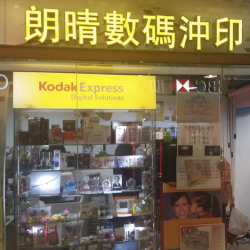 朗晴數碼沖印
Kodak Express
Digital Solutions